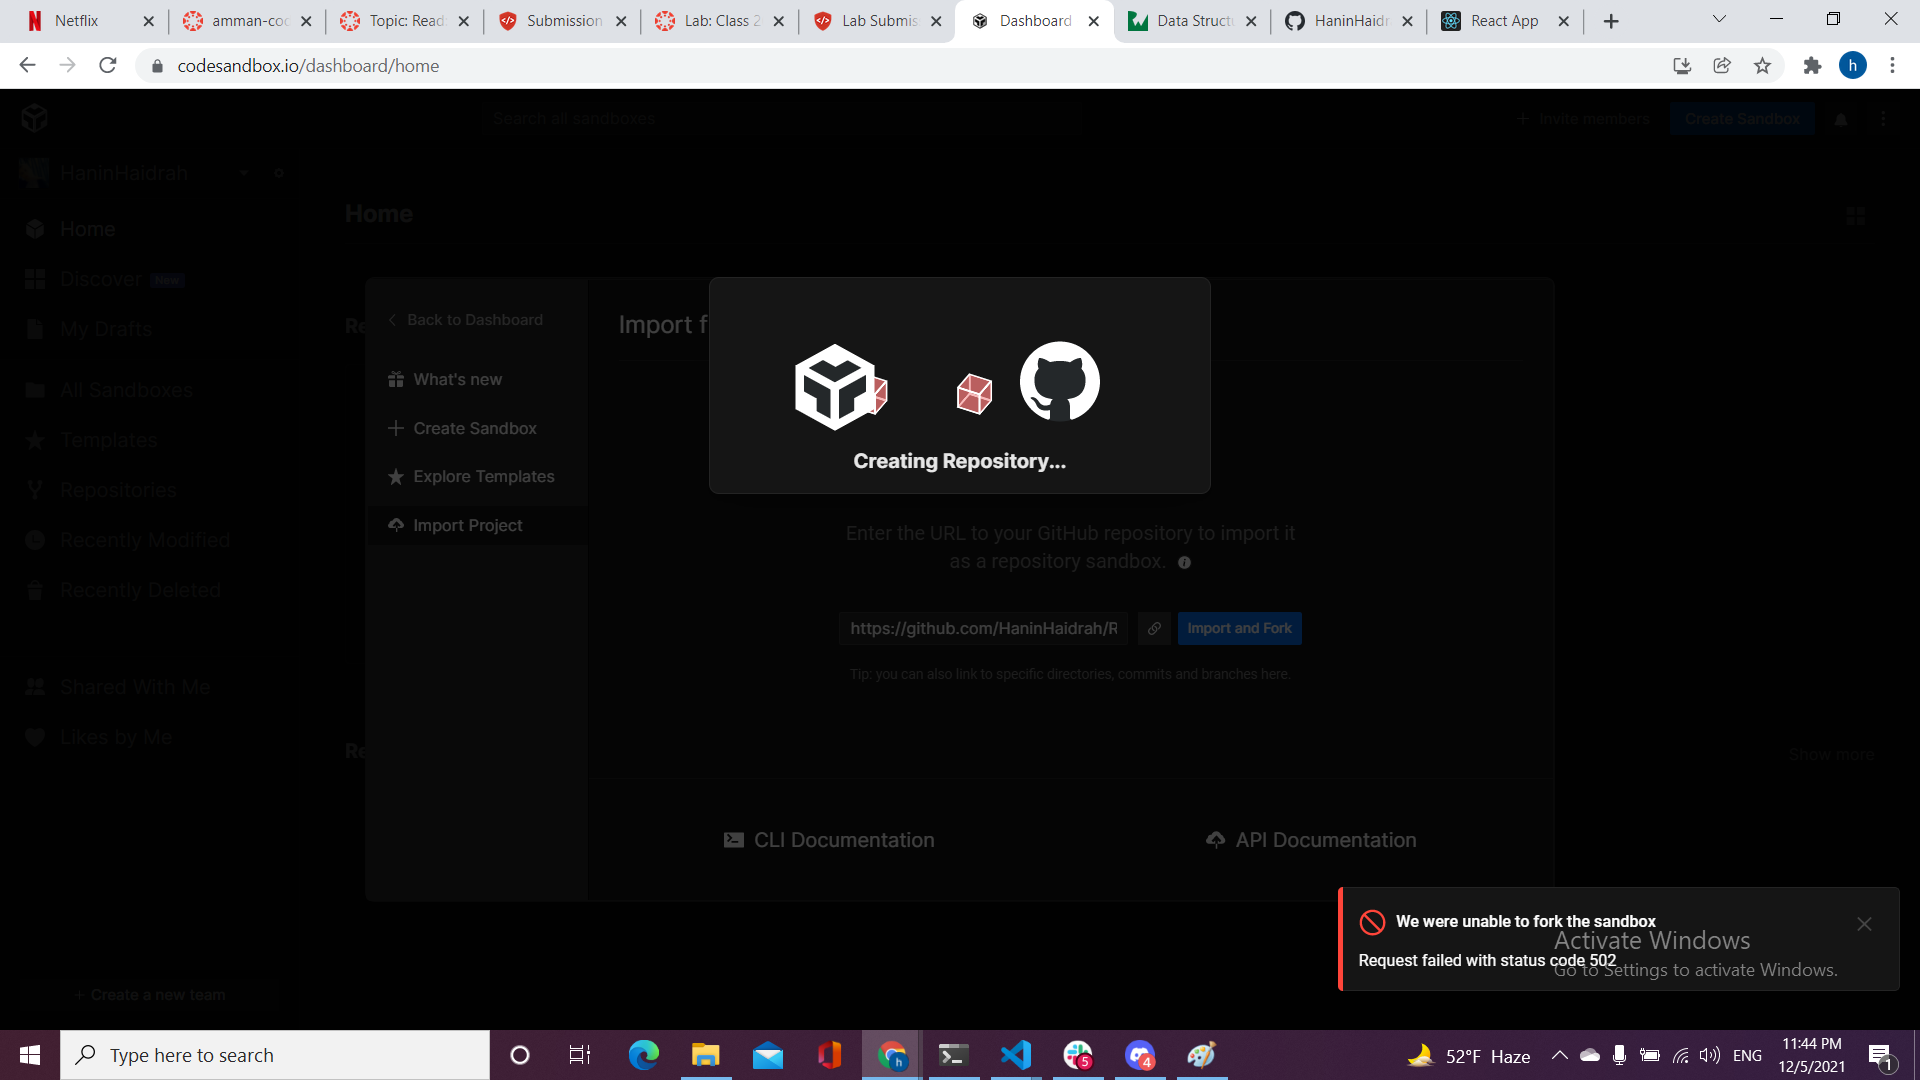 Netflix
amman-coc
Topic: Read
Submission
Lab: Class 2
Lab Submis
Dashboard
Data Structu
HaninHaidr
React App
codesandbox.io/dashboard/home
h
Search all sandboxes
+ Invite members
Create Sandbox
HaninHaidrah
Home
Home
Discover New
My Drafts
Re
All Sandboxes
Templates
Repositories
Recently Modified
Recently Deleted
Shared With Me
Likes by Me
Re
Show more
+ Create a new team
Back to Dashboard
What's new
Create Sandbox
Explore Templates
Import Project
Import f
Creating Repository...
Enter the URL to your GitHub repository to import it
as a repository sandbox.
https://github.com/HaninHaidrah/R
Import and Fork
Tip: you can also link to specific directories, commits and branches here.
CLI Documentation
API Documentation
We were unable to fork the sandbox
Request failed with status code 502
Activate Windows
Go to Settings to activate Windows.
Type here to search
h
5
4
52°F Haze
ENG
11:44 PM
12/5/2021
1